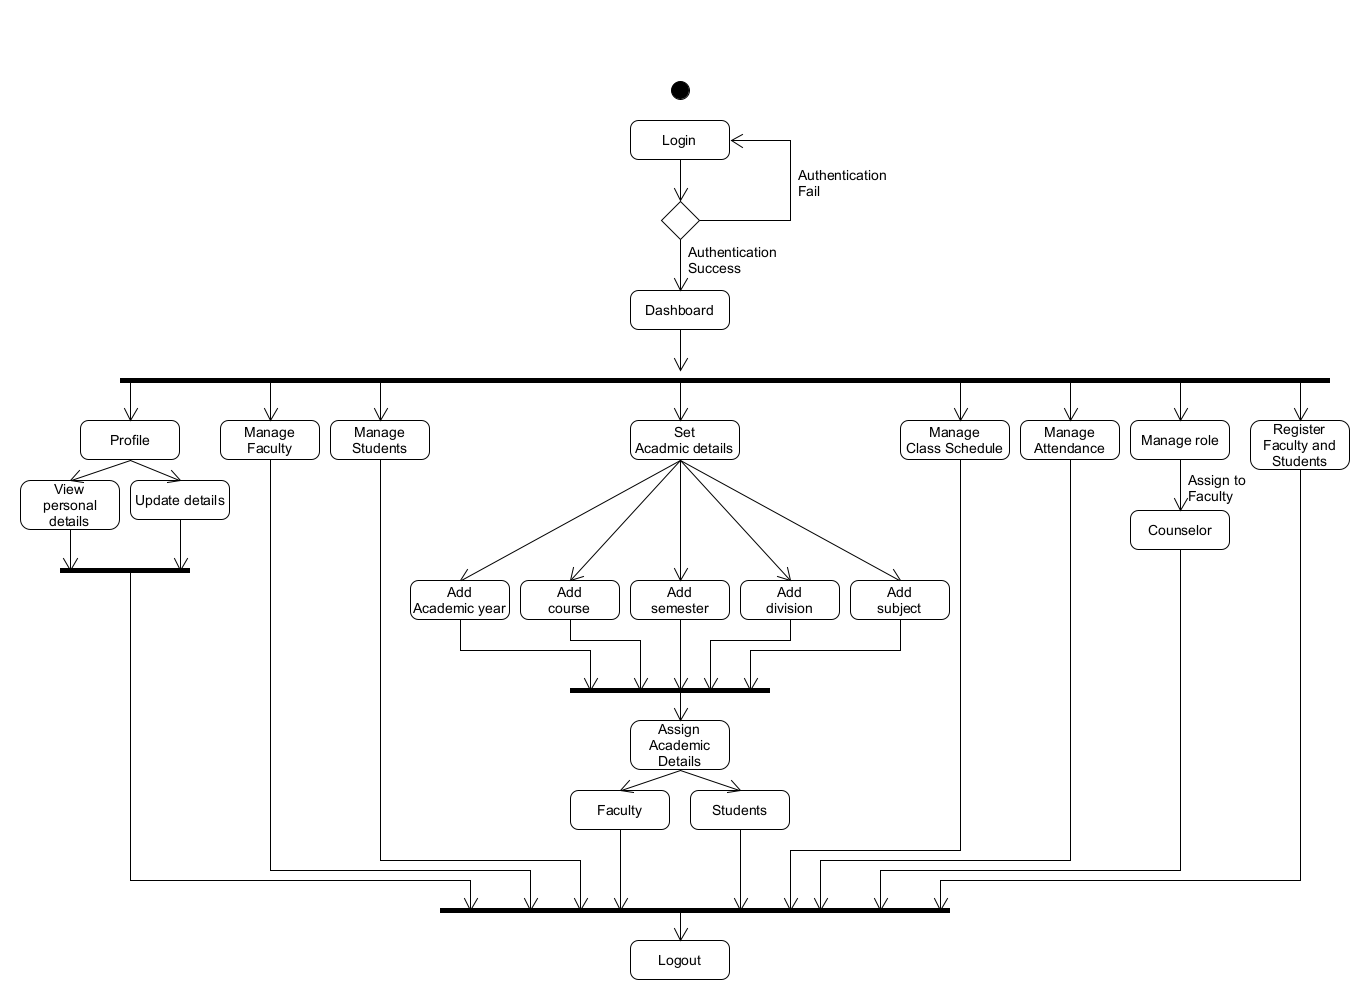 Login
Authentication
Fail
Authentication
Success
Dashboard
Profile
Manage
Faculty
Manage
Students
Set
Acadmic details
Manage
Class Schedule
Manage
Attendance
Manage role
Register
Faculty and
Students
View
personal
details
Update details
Assign to
Faculty
Counselor
Add
Academic year
Add
course
Add
semester
Add
division
Add
subject
Assign
Academic
Details
Faculty
Students
Logout